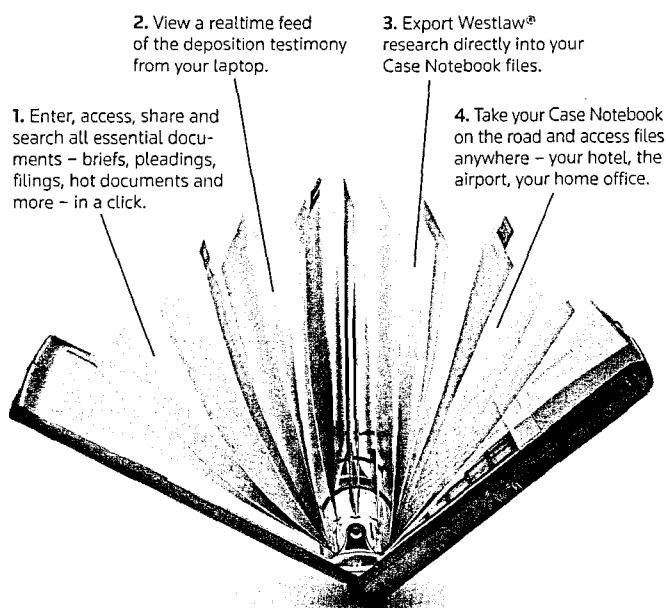 2. View a realtime feed
of the deposition testimony
from your laptop.
3. Export Westlaw®
research directly into your
Case Notebook files.
1. Enter, access, share and
search all essential docu-
ments – briefs, pleadings,
filings, hot documents and
more – in a click.
4. Take your Case Notebook
on the road and access files
anywhere – your hotel, the
airport, your home office.